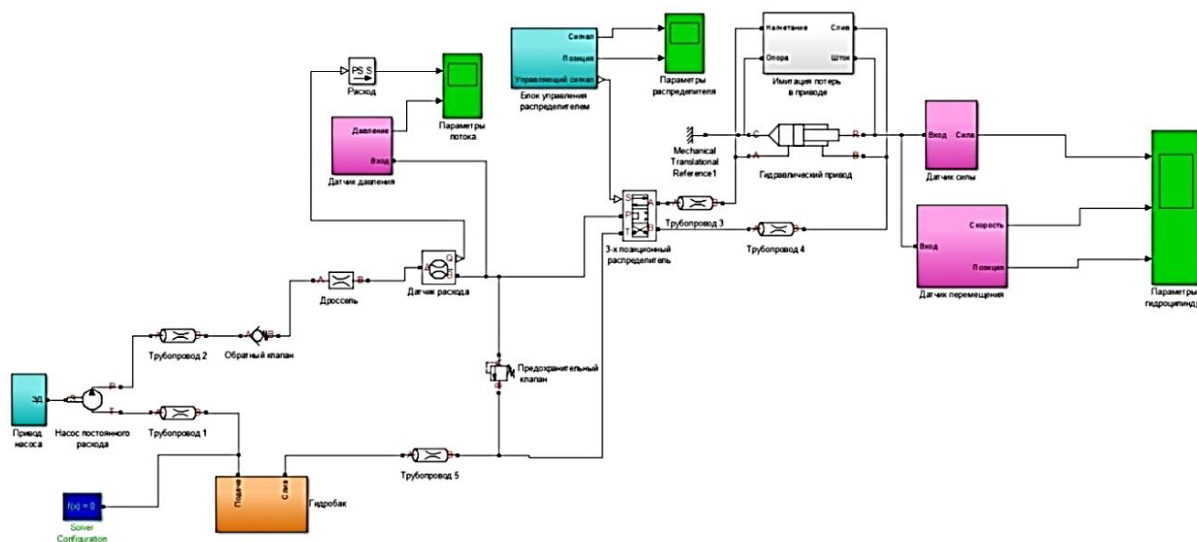 Сигнал
Позиция
Управляющий сигнал
Блок управления
распределителем
Параметры
распределителя
Нагнетание
Слив
Опора
Шток
Имитация потерь
в приводе
PS S
Расход
Параметры
потока
Давление
Вход
Датчик давления
Mechanical
Translational
Reference1
C
R
A
B
Гидравлический привод
Вход
Сила
Датчик силы
S
A
P
T
B
3-х позиционный
распределитель
A
B
Трубопровод 3
A
B
Трубопровод 4
Скорость
Вход
Позиция
Датчик перемещения
Параметры
гидроцилинд
A
B
Дроссель
A
Q
Датчик расхода
A
B
Трубопровод 2
A
B
Обратный клапан
Предохранительный
клапан
ЭД
Привод
насоса
S
P
T
Насос постоянного
расхода
A
B
Трубопровод 1
A
B
Трубопровод 5
Подача
Слив
Гидробак
f(x) = 0
Solver
Configuration